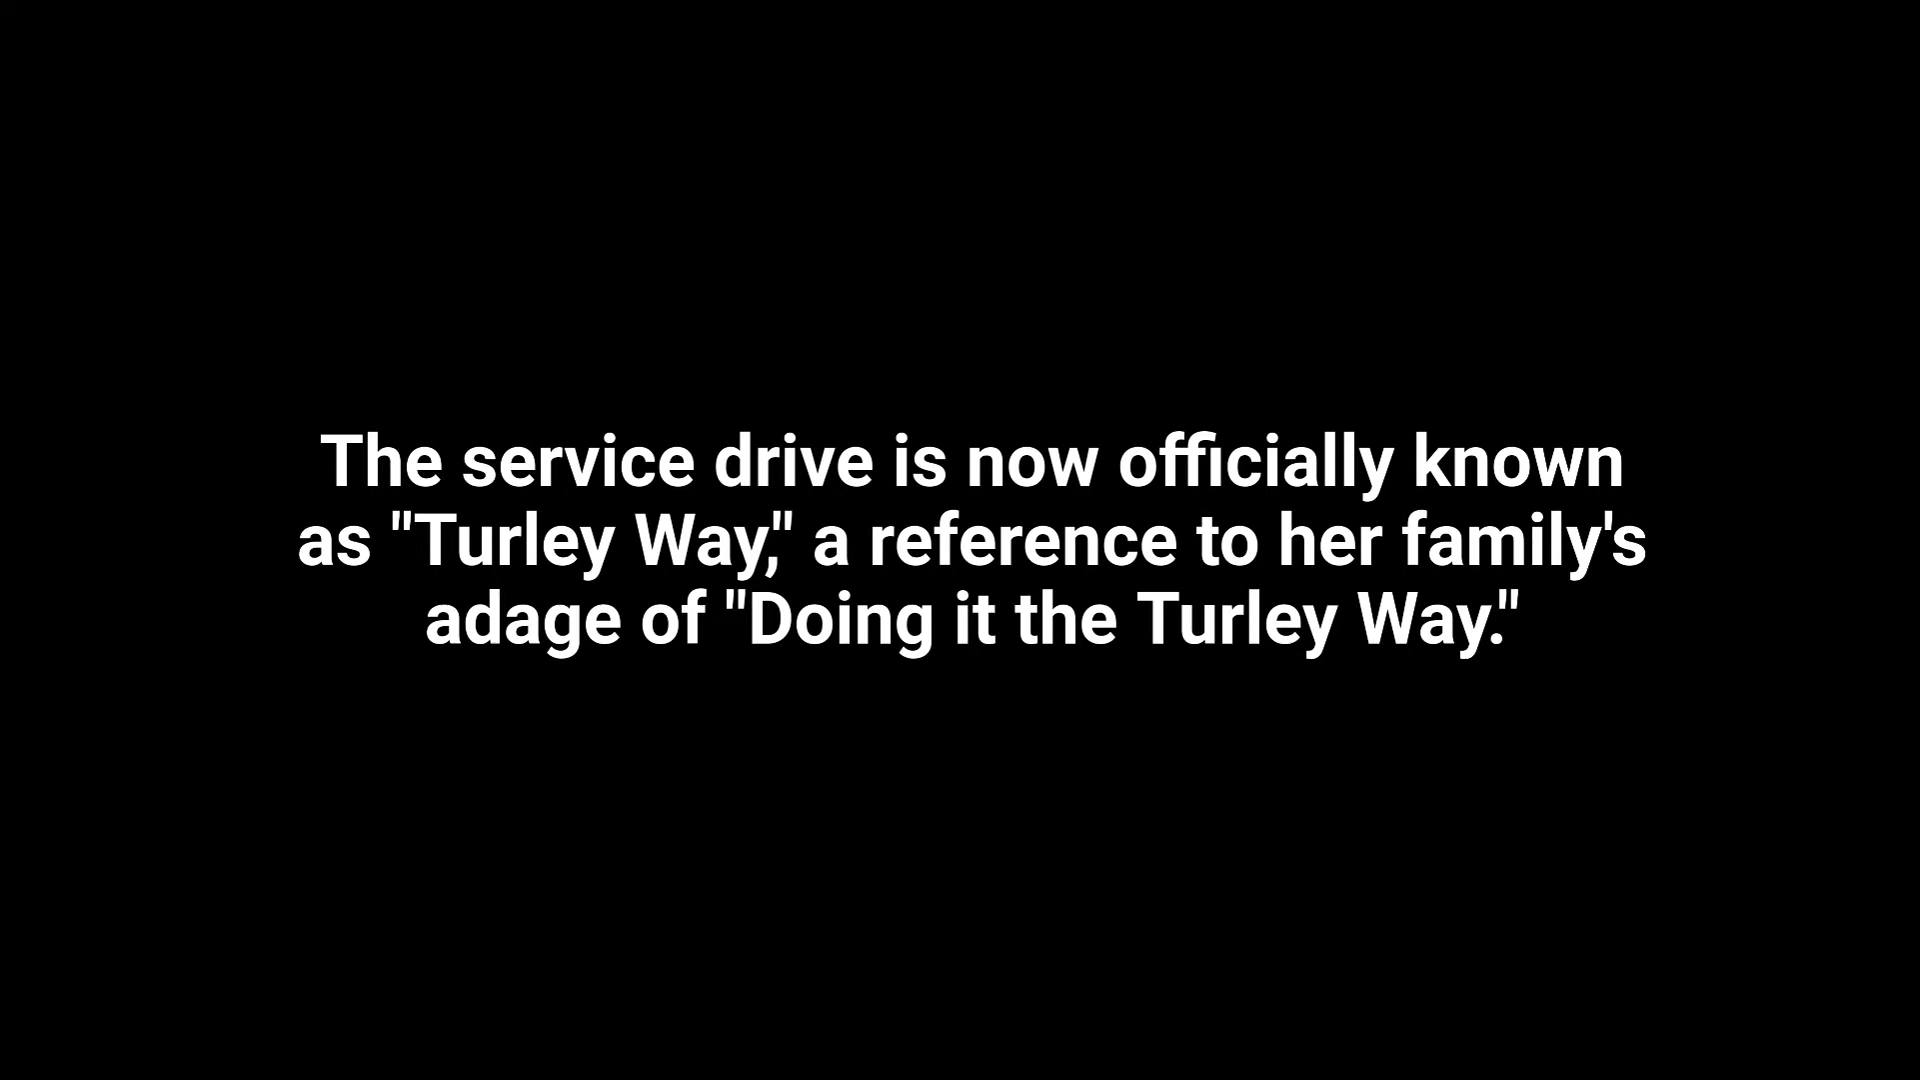 The service drive is now officially known
as "Turley Way," a reference to her family's
adage of "Doing it the Turley Way."